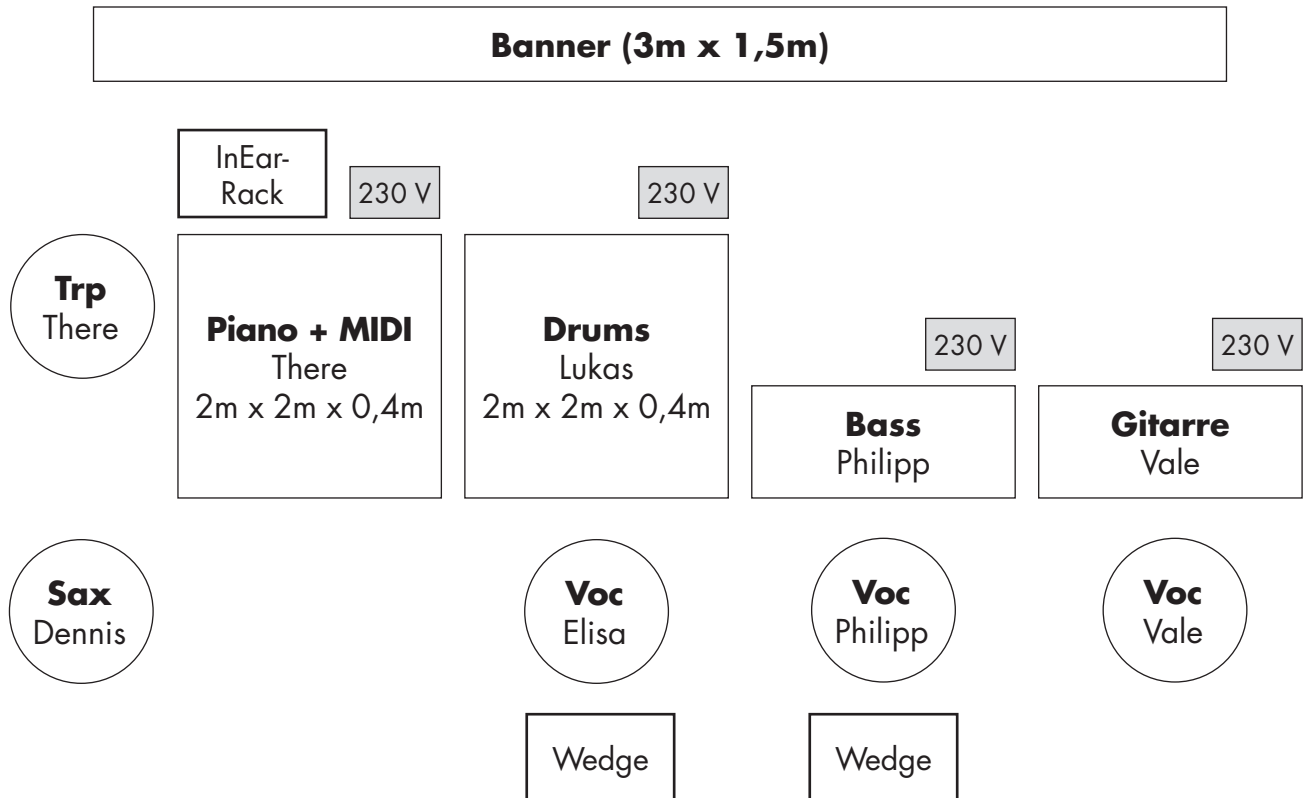 Banner (3m x 1,5m)
InEar-
Rack
230 V
230 V
Trp
There
Piano + MIDI
There
2m x 2m x 0,4m
Drums
Lukas
2m x 2m x 0,4m
230 V
230 V
Bass
Philipp
Gitarre
Vale
Sax
Dennis
Voc
Elisa
Voc
Philipp
Voc
Vale
Wedge
Wedge